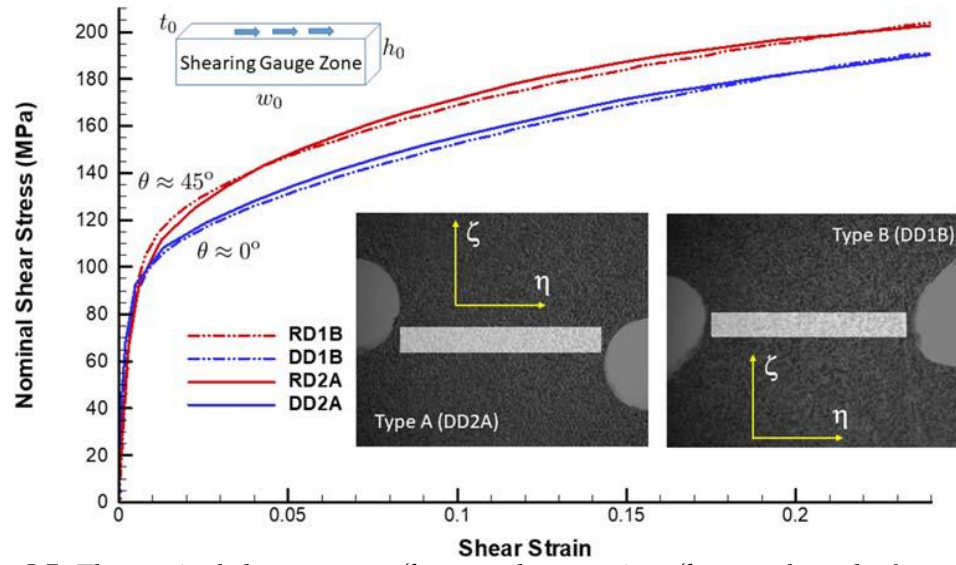 Nominal Shear Stress (MPa)
200
180
160
140
120
100
80
60
40
20
0
t₀
Shearing Gauge Zone
h₀
w₀
θ ≈ 45°
θ ≈ 0°
RD1B
DD1B
RD2A
DD2A
ζ
η
Type A (DD2A)
Type B (DD1B)
ζ
η
0
0.05
0.1
0.15
0.2
Shear Strain